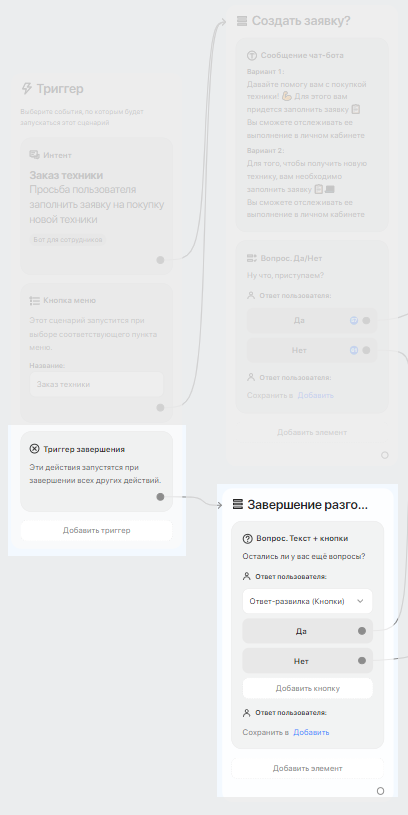 Триггер
Выберите события, по которым будет
запускаться этот сценарий
Интент
Заказ техники
Просьба пользователя
заполнить заявку на покупку
новой техники
Бот для сотрудников
Кнопка меню
Этот сценарий запустится при
выборе соответствующего пункта
меню.
Название:
Заказ техники
Триггер завершения
Эти действия запустятся при
завершении всех других действий.
Добавить триггер
Создать заявку?
Сообщение чат-бота
Вариант 1:
Давайте помогу вам с покупкой
техники! 💪 Для этого вам
придется заполнить заявку 📋
Вы сможете отслеживать ее
выполнение в личном кабинете
Вариант 2:
Для того, чтобы получить новую
технику, вам необходимо
заполнить заявку 📋💻
Вы сможете отслеживать ее
выполнение в личном кабинете
Вопрос. Да/Нет
Ну что, приступаем?
Ответ пользователя:
Да
Нет
Ответ пользователя:
Сохранить в Добавить
Добавить элемент
Завершение разго...
Вопрос. Текст + кнопки
Остались ли у вас ещё вопросы?
Ответ пользователя:
Ответ-развилка (Кнопки)
Да
Нет
Добавить кнопку
Ответ пользователя:
Сохранить в Добавить
Добавить элемент